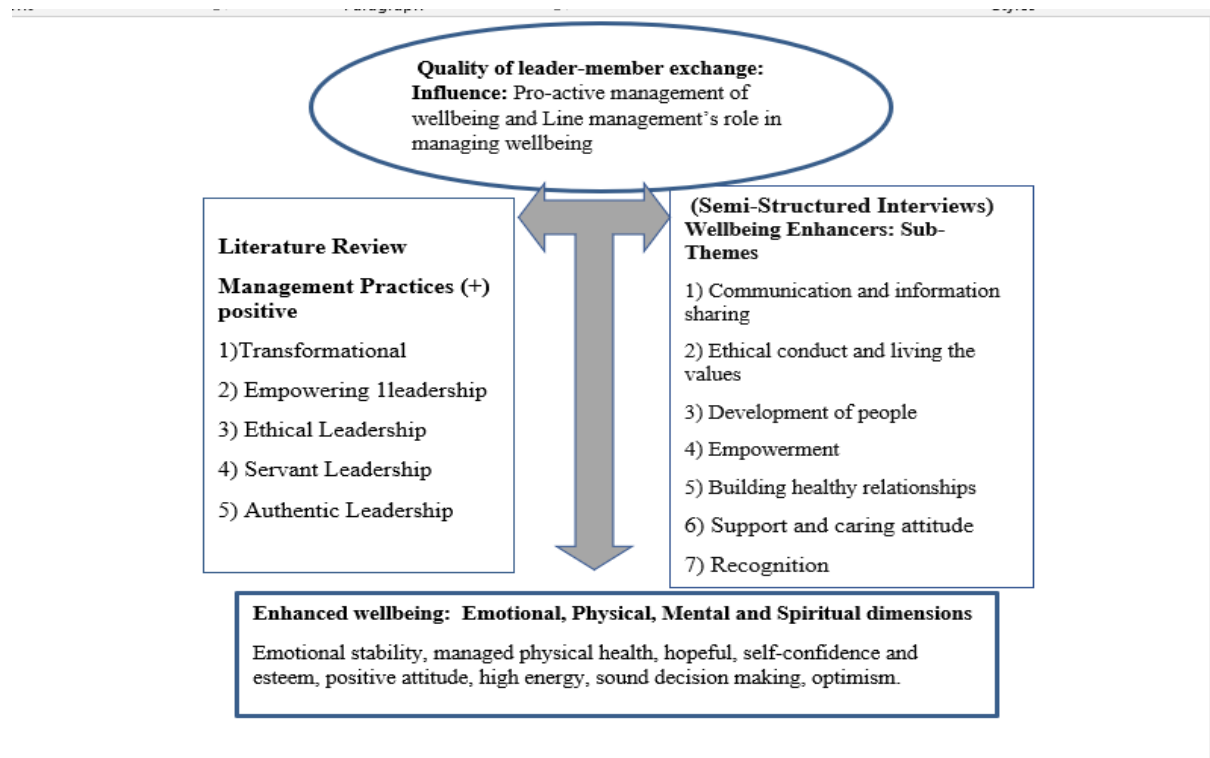 Quality of leader-member exchange:
Influence: Pro-active management of
wellbeing and Line management's role in
managing wellbeing
Literature Review
Management Practices (+)
positive
1)Transformational
2) Empowering 1leadership
3) Ethical Leadership
4) Servant Leadership
5) Authentic Leadership
(Semi-Structured Interviews)
Wellbeing Enhancers: Sub-
Themes
1) Communication and information
sharing
2) Ethical conduct and living the
values
3) Development of people
4) Empowerment
5) Building healthy relationships
6) Support and caring attitude
7) Recognition
Enhanced wellbeing:  Emotional, Physical, Mental and Spiritual dimensions
Emotional stability, managed physical health, hopeful, self-confidence and
esteem, positive attitude, high energy, sound decision making, optimism.